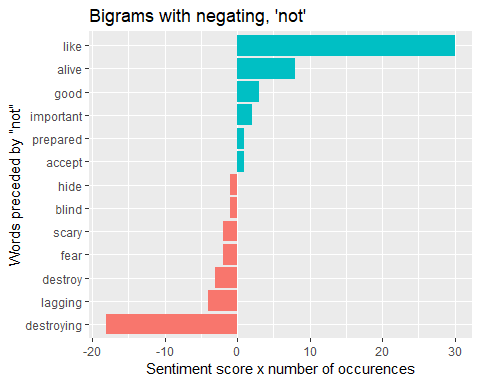 Bigrams with negating, 'not'
Words preceded by "not"
like
alive
good
important
prepared
accept
hide
blind
scary
fear
destroy
lagging
destroying
-20 -10 0 10 20 30
Sentiment score x number of occurences